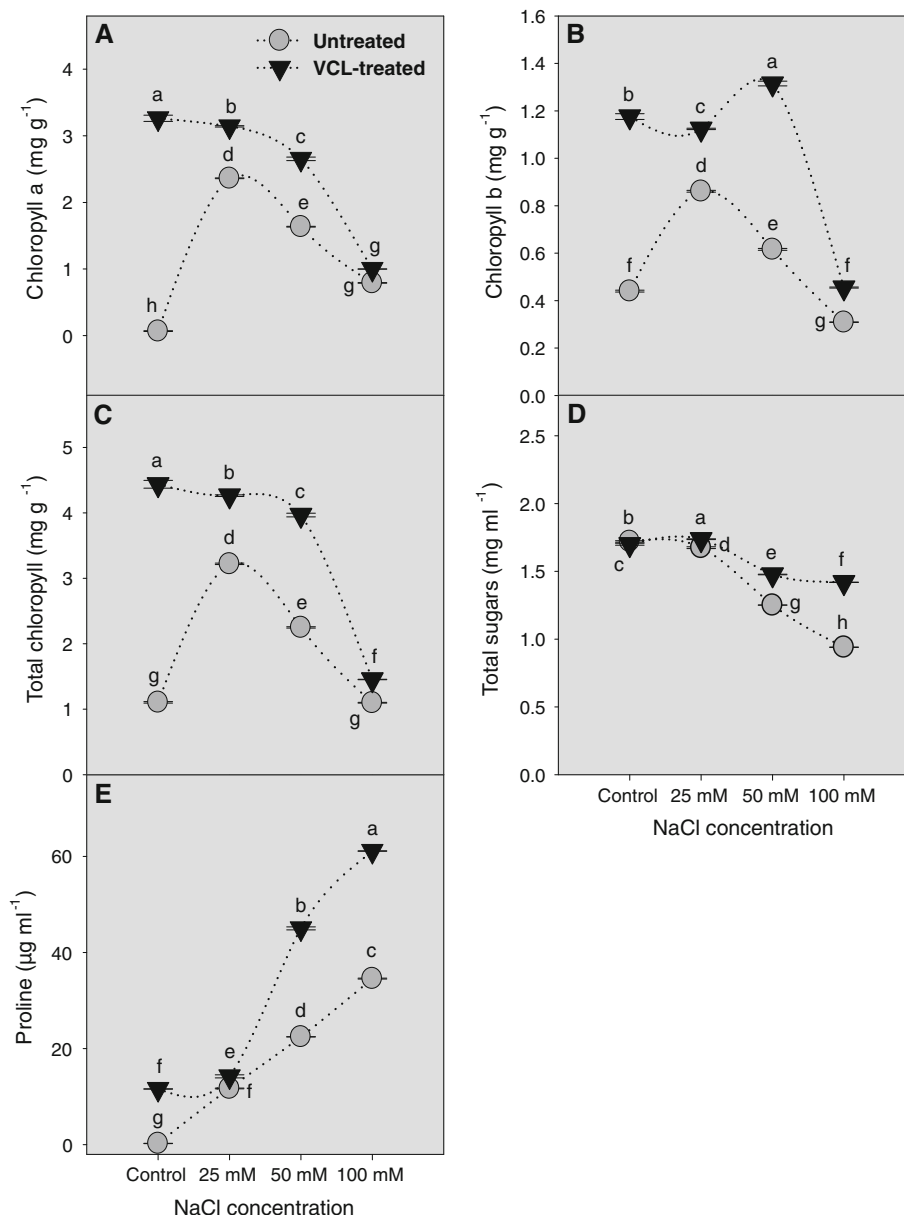 A
Untreated
VCL-treated
Chloropyll a (mg g⁻¹)
4
3
2
1
0
a
b
c
d
e
g
h
g
B
Chloropyll b (mg g⁻¹)
1.6
1.4
1.2
1.0
0.8
0.6
0.4
0.2
0.0
a
b
c
d
e
f
f
g
C
Total chloropyll (mg g⁻¹)
5
4
3
2
1
0
a
b
c
d
e
f
g
g
D
Total sugars (mg ml⁻¹)
2.5
2.0
1.5
1.0
0.5
0.0
b
a
c
d
e
f
g
h
Control 25 mM 50 mM 100 mM
NaCl concentration
E
Proline (µg ml⁻¹)
60
40
20
0
a
b
c
d
f
e
f
g
Control 25 mM 50 mM 100 mM
NaCl concentration